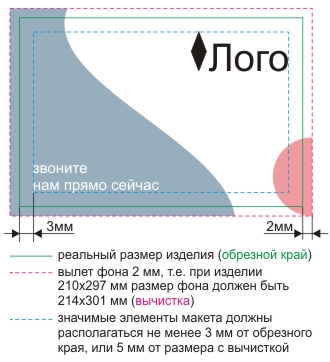 Лого
звоните
нам прямо сейчас
3мм
2мм
реальный размер изделия (обрезной край)
вылет фона 2 мм, т.е. при изделии
210х297 мм размер фона должен быть
214х301 мм (вычистка)
значимые элементы макета должны
располагаться не менее 3 мм от обрезного
края, или 5 мм от размера с вычисткой